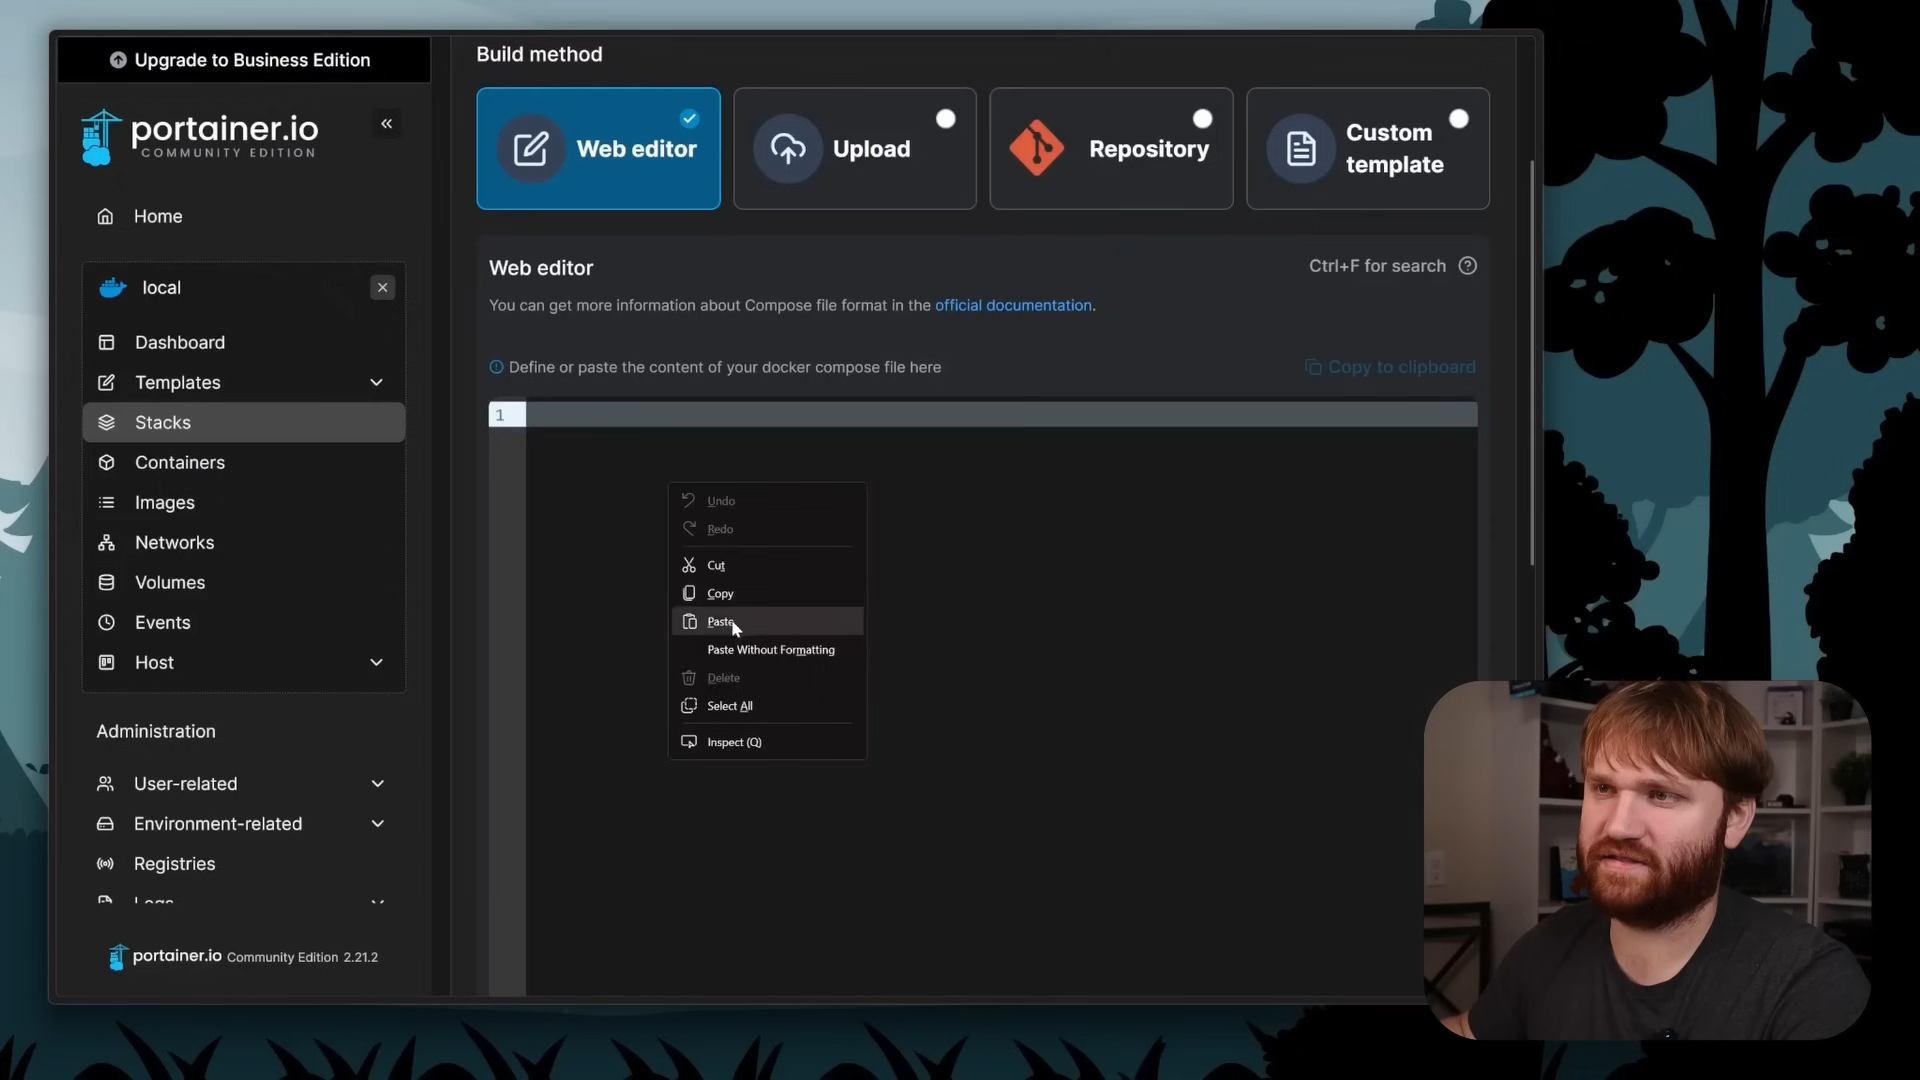 Upgrade to Business Edition
portainer.io
COMMUNITY EDITION
Home
local
Dashboard
Templates
Stacks
Containers
Images
Networks
Volumes
Events
Host
Administration
User-related
Environment-related
Registries
Logs
portainer.io Community Edition 2.21.2
Build method
Web editor
Upload
Repository
Custom
template
Web editor
Ctrl+F for search
You can get more information about Compose file format in the official documentation.
Define or paste the content of your docker compose file here
Copy to clipboard
1
Undo
Redo
Cut
Copy
Paste
Paste Without Formatting
Delete
Select All
Inspect (Q)